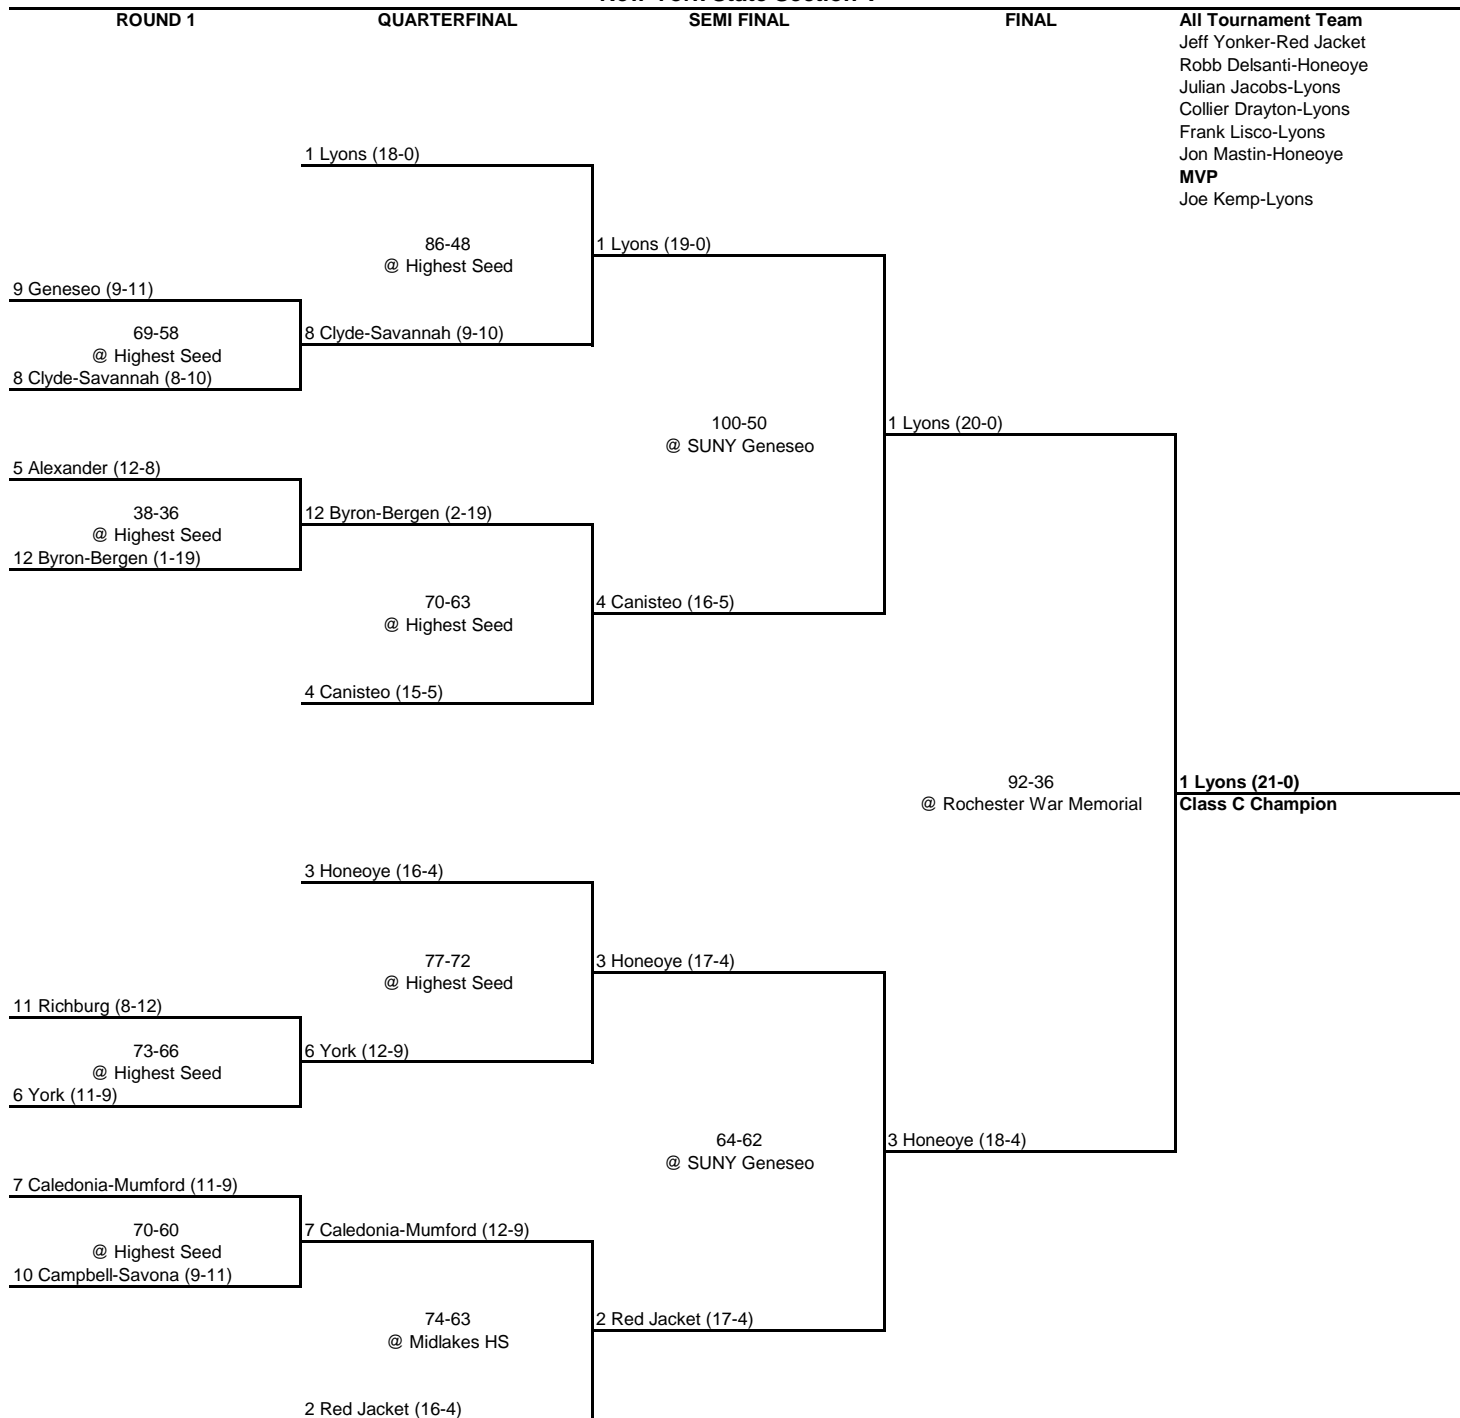 ROUND 1 QUARTERFINAL SEMI FINAL FINAL All Tournament Team
Jeff Yonker-Red Jacket
Robb Delsanti-Honeoye
Julian Jacobs-Lyons
Collier Drayton-Lyons
Frank Lisco-Lyons
1 Lyons (18-0) Jon Mastin-Honeoye
MVP
Joe Kemp-Lyons
86-48 1 Lyons (19-0)
@ Highest Seed
9 Geneseo (9-11)
69-58 8 Clyde-Savannah (9-10)
@ Highest Seed
8 Clyde-Savannah (8-10)
100-50 1 Lyons (20-0)
@ SUNY Geneseo
5 Alexander (12-8)
38-36 12 Byron-Bergen (2-19)
@ Highest Seed
12 Byron-Bergen (1-19)
70-63 4 Canisteo (16-5)
@ Highest Seed
4 Canisteo (15-5)
92-36 1 Lyons (21-0)
@ Rochester War Memorial Class C Champion
3 Honeoye (16-4)
77-72 3 Honeoye (17-4)
@ Highest Seed
11 Richburg (8-12)
73-66 6 York (12-9)
@ Highest Seed
6 York (11-9)
64-62 3 Honeoye (18-4)
@ SUNY Geneseo
7 Caledonia-Mumford (11-9)
70-60 7 Caledonia-Mumford (12-9)
@ Highest Seed
10 Campbell-Savona (9-11)
74-63 2 Red Jacket (17-4)
@ Midlakes HS
2 Red Jacket (16-4)